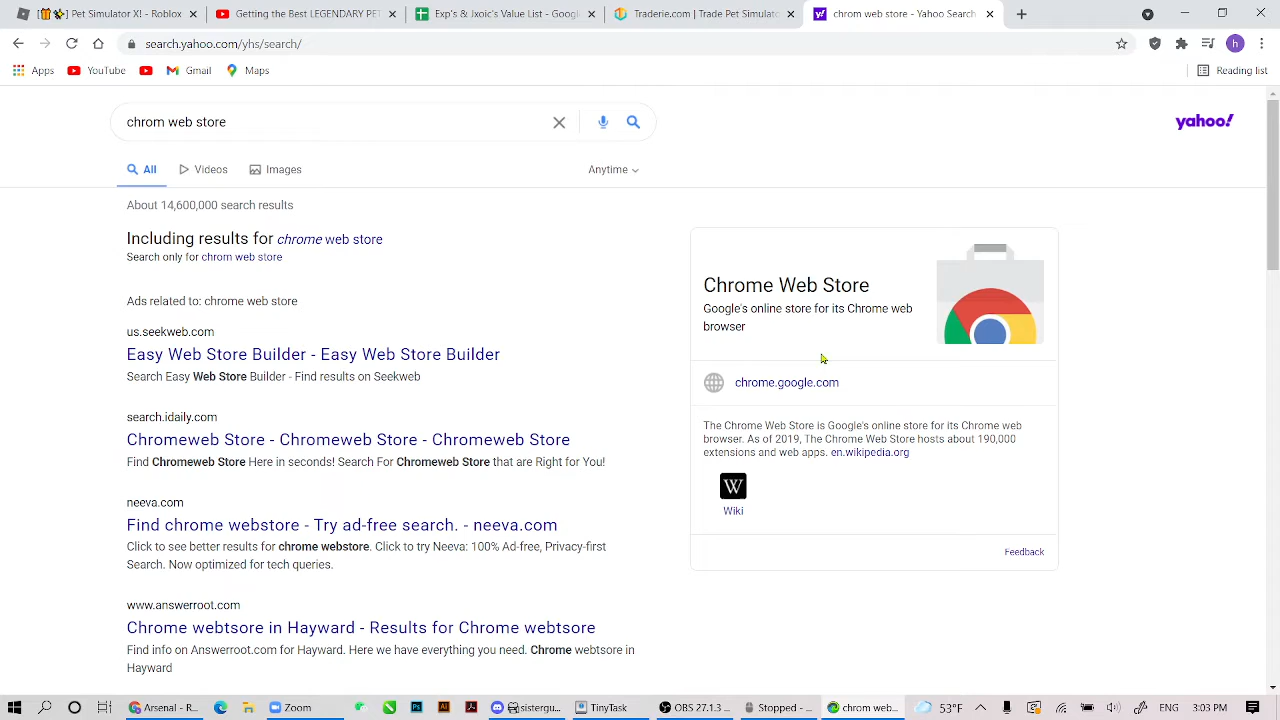 Pet Simulator X! - Roblox
Getting the Best LEGENDARY PET
Exp's & Joxic's Value List - Google
Traderie.com | Trade Pet Simulato
chrom web store - Yahoo Search
search.yahoo.com/yhs/search/
h
Apps
YouTube
Gmail
Maps
Reading list
chrom web store
yahoo!
All
Videos
Images
Anytime
About 14,600,000 search results
Including results for chrome web store
Search only for chrom web store
Ads related to: chrome web store
us.seekweb.com
Easy Web Store Builder - Easy Web Store Builder
Search Easy Web Store Builder - Find results on Seekweb
search.idaily.com
Chromeweb Store - Chromeweb Store - Chromeweb Store
Find Chromeweb Store Here in seconds! Search For Chromeweb Store that are Right for You!
neeva.com
Find chrome webstore - Try ad-free search. - neeva.com
Click to see better results for chrome webstore. Click to try Neeva: 100% Ad-free, Privacy-first
Search. Now optimized for tech queries.
www.answerroot.com
Chrome webtsore in Hayward - Results for Chrome webtsore
Find info on Answerroot.com for Hayward. Here we have everything you need. Chrome webtsore in
Hayward
Chrome Web Store
Google's online store for its Chrome web
browser
chrome.google.com
The Chrome Web Store is Google's online store for its Chrome web
browser. As of 2019, The Chrome Web Store hosts about 190,000
extensions and web apps. en.wikipedia.org
W
Wiki
Feedback
Arsenal - R...
Zoom
Ps
Ai
TinyTask
OBS 27.1.3 ...
Stopped - ...
chrom web...
53°F
3:03 PM